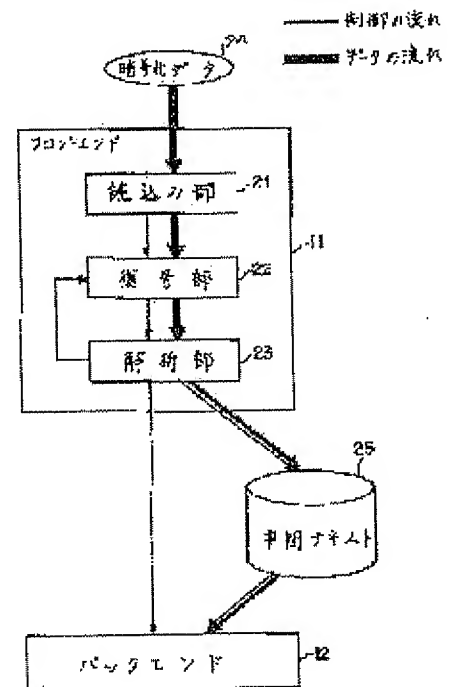 制御の流れ
データの流れ
暗号化データ
フロントエンド
読込み部
21
11
復号部
22
解析部
23
25
中間テキスト
バックエンド
12